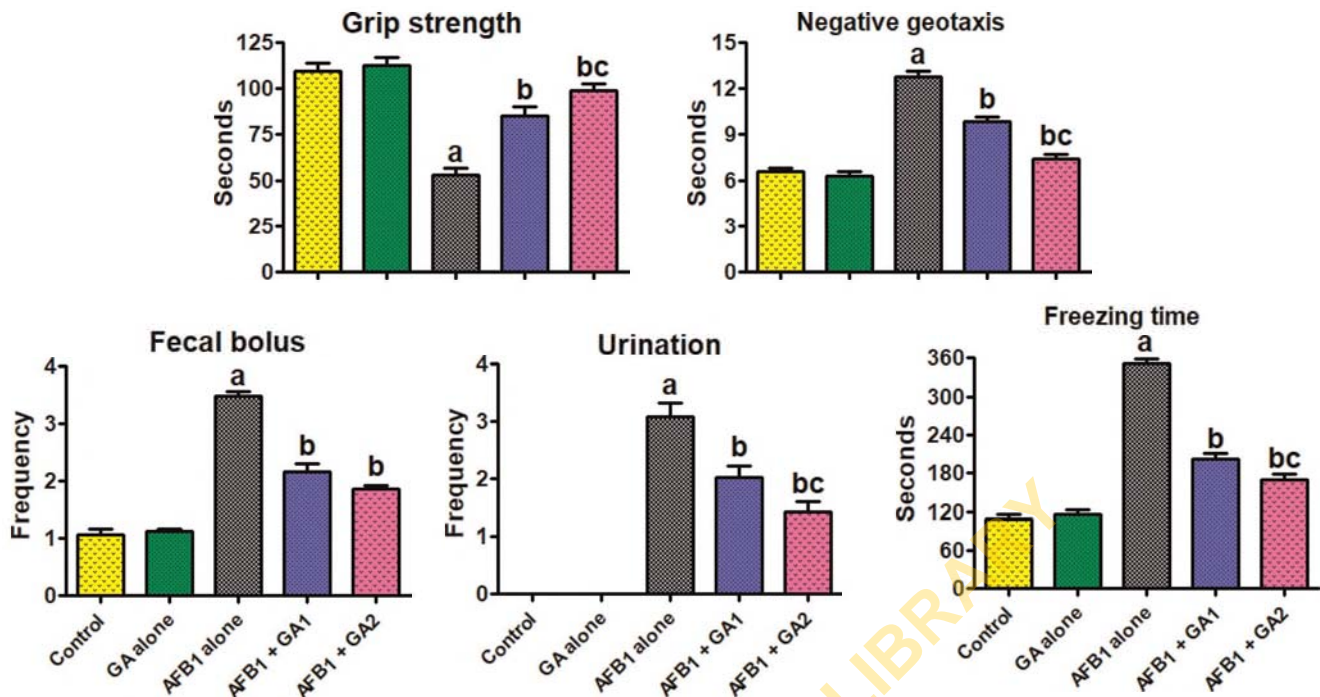 Grip strength
Seconds
125
100
75
50
25
0
a
b
bc
Negative geotaxis
Seconds
15
12
9
6
3
0
a
b
bc
Fecal bolus
Frequency
4
3
2
1
0
a
b
b
Control
GA alone
AFB1 alone
AFB1 + GA1
AFB1 + GA2
Urination
Frequency
4
3
2
1
0
a
b
bc
Control
GA alone
AFB1 alone
AFB1 + GA1
AFB1 + GA2
Freezing time
Seconds
360
300
240
180
120
60
0
a
b
bc
Control
GA alone
AFB1 alone
AFB1 + GA1
AFB1 + GA2
LIBRARY